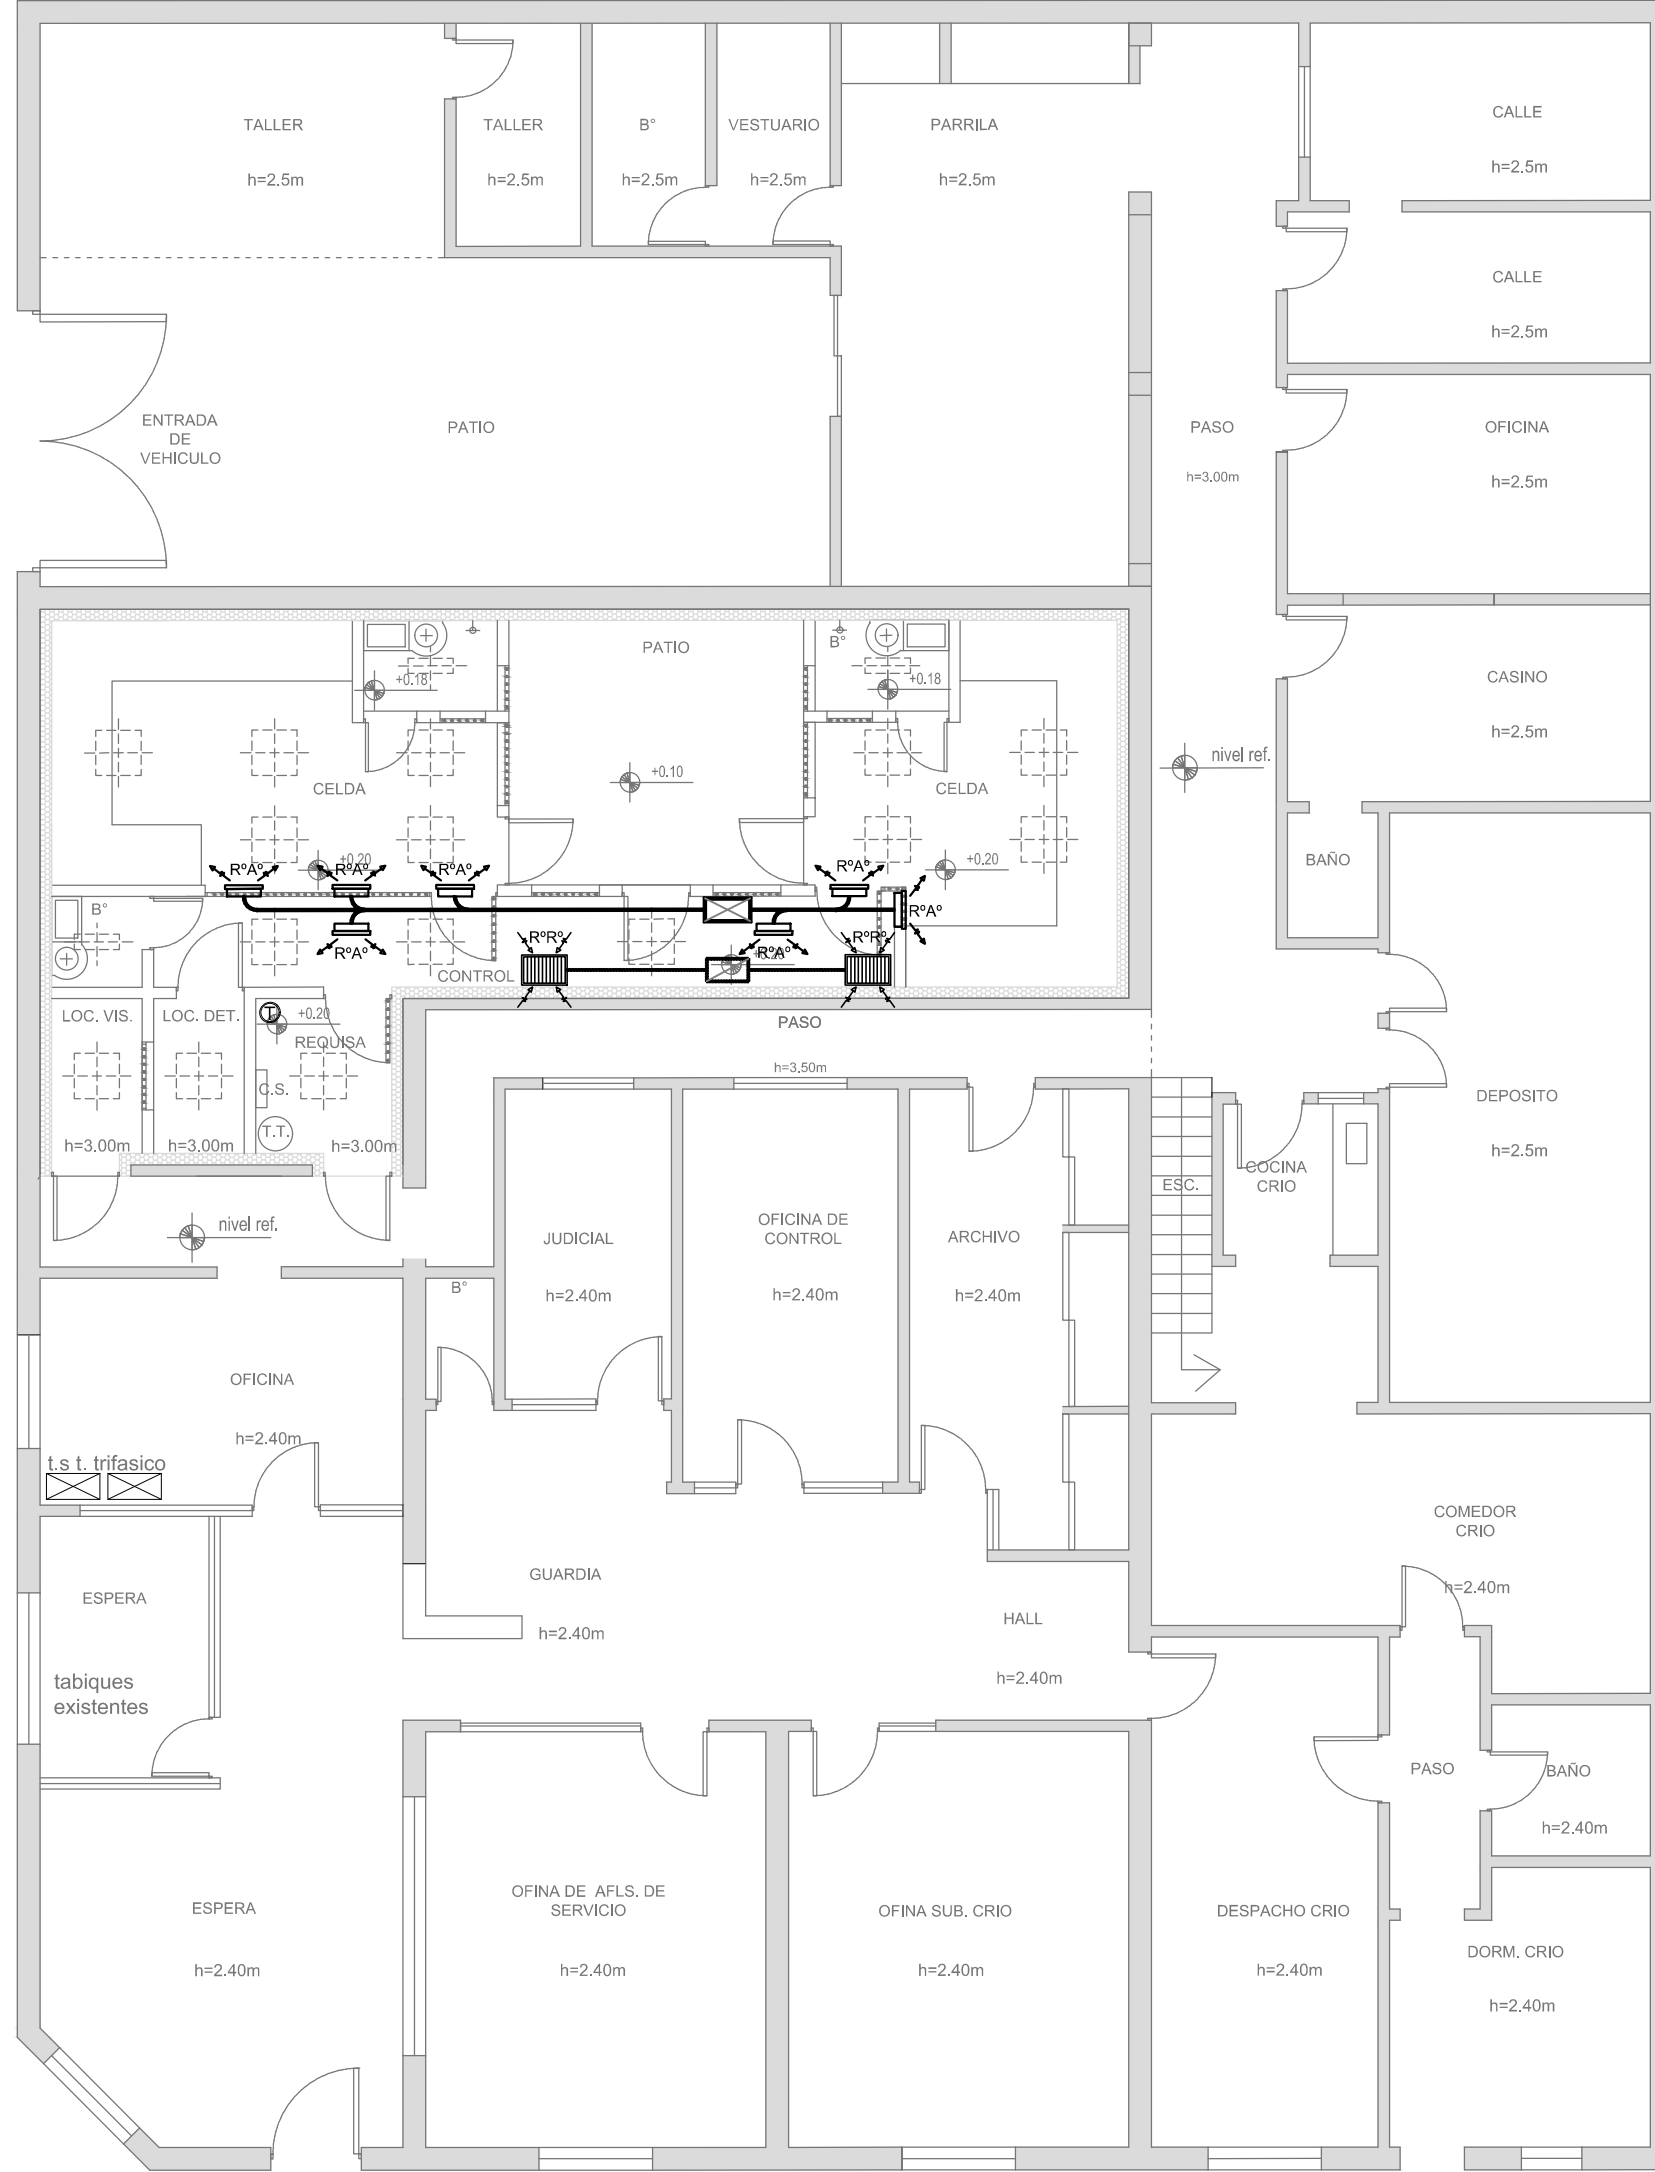 TALLER
h=2.5m
TALLER
h=2.5m
B°
h=2.5m
VESTUARIO
h=2.5m
PARRILA
h=2.5m
CALLE
h=2.5m
CALLE
h=2.5m
ENTRADA
DE
VEHICULO
PATIO
PASO
h=3.00m
OFICINA
h=2.5m
PATIO
B°
+0.18
+0.18
CASINO
h=2.5m
nivel ref.
+0.10
CELDA
CELDA
+0.20
+0.20
RºAº
RºAº
RºAº
RºAº
RºAº
BAÑO
B°
RºAº
RºRº
RºAº
RºRº
CONTROL
LOC. VIS.
LOC. DET.
T
+0.20
REQUISA
PASO
h=3.50m
C.S.
T.T.
h=3.00m
h=3.00m
h=3.00m
DEPOSITO
h=2.5m
COCINA
CRIO
ESC.
nivel ref.
JUDICIAL
h=2.40m
OFICINA DE
CONTROL
h=2.40m
ARCHIVO
h=2.40m
B°
OFICINA
h=2.40m
t.s t. trifasico
COMEDOR
CRIO
h=2.40m
ESPERA
GUARDIA
h=2.40m
HALL
h=2.40m
tabiques
existentes
PASO
BAÑO
h=2.40m
ESPERA
h=2.40m
OFINA DE AFLS. DE
SERVICIO
h=2.40m
OFINA SUB. CRIO
h=2.40m
DESPACHO CRIO
h=2.40m
DORM. CRIO
h=2.40m